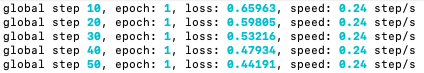 global step 10, epoch: 1, loss: 0.65963, speed: 0.24 step/s
global step 20, epoch: 1, loss: 0.59805, speed: 0.24 step/s
global step 30, epoch: 1, loss: 0.53216, speed: 0.24 step/s
global step 40, epoch: 1, loss: 0.47934, speed: 0.24 step/s
global step 50, epoch: 1, loss: 0.44191, speed: 0.24 step/s